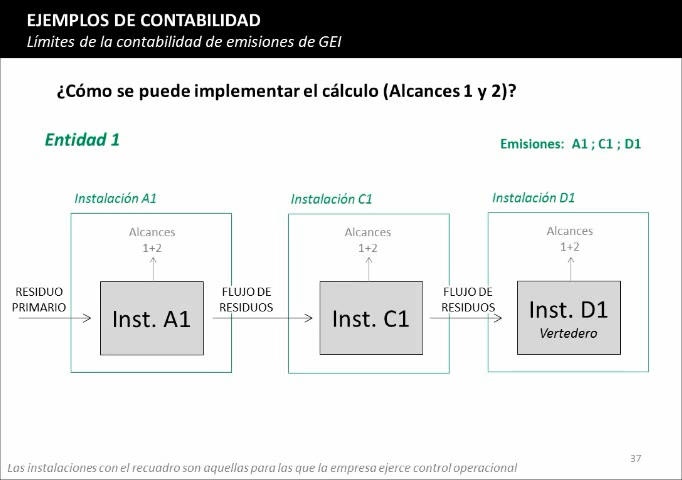 EJEMPLOS DE CONTABILIDAD
Límites de la contabilidad de emisiones de GEI
¿Cómo se puede implementar el cálculo (Alcances 1 y 2)?
Entidad 1
Emisiones: A1 ; C1 ; D1
Instalación A1
Instalación C1
Instalación D1
Alcances
1+2
Alcances
1+2
Alcances
1+2
RESIDUO
PRIMARIO
Inst. A1
FLUJO DE
RESIDUOS
Inst. C1
FLUJO DE
RESIDUOS
Inst. D1
Vertedero
37
Las instalaciones con el recuadro son aquellas para las que la empresa ejerce control operacional